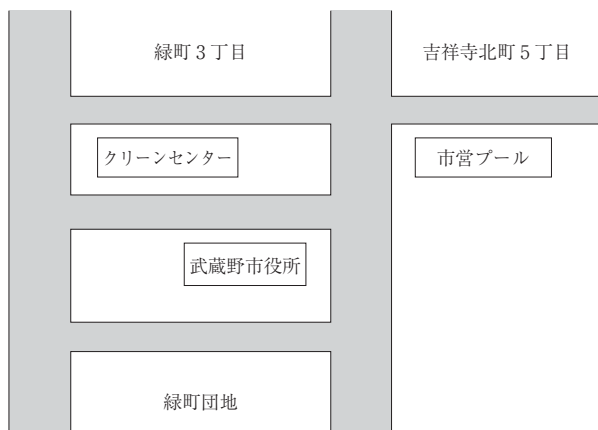 緑町３丁目
吉祥寺北町５丁目
クリーンセンター
市営プール
武蔵野市役所
緑町団地